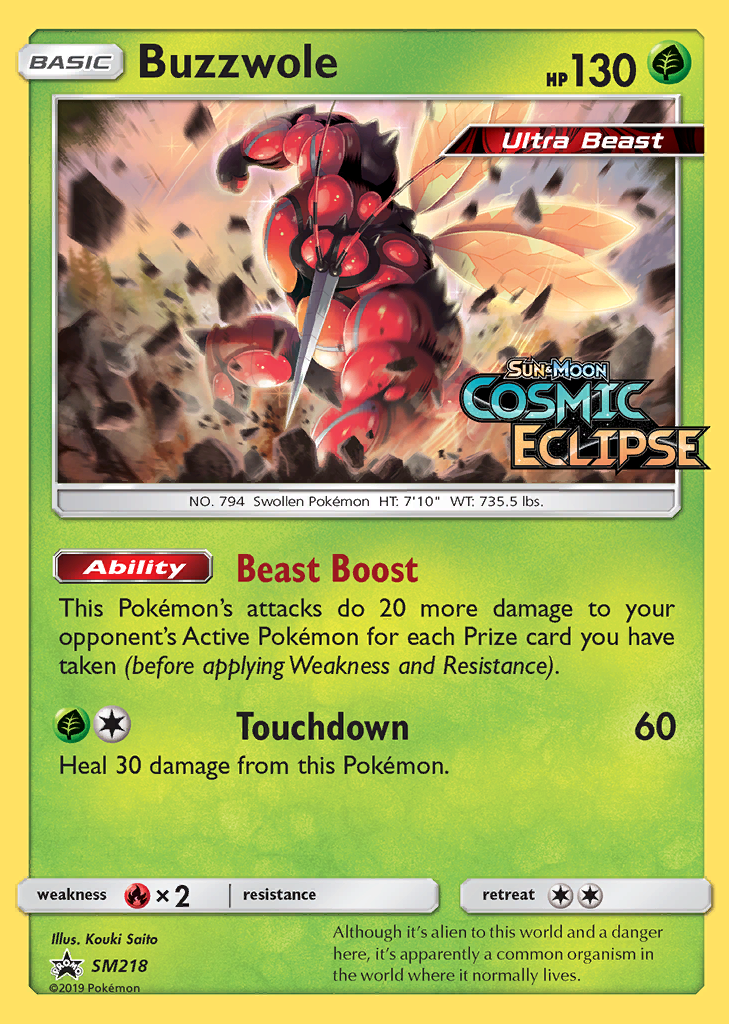 BASIC Buzzwole HP 130
Ultra Beast
SUN & MOON
COSMIC
ECLIPSE
NO. 794 Swollen Pokémon HT: 7'10" WT: 735.5 lbs.
Ability Beast Boost
This Pokémon's attacks do 20 more damage to your
opponent's Active Pokémon for each Prize card you have
taken (before applying Weakness and Resistance).
Touchdown 60
Heal 30 damage from this Pokémon.
weakness ×2 resistance retreat
Illus. Kouki Saito
PROMO SM218
©2019 Pokémon
Although it's alien to this world and a danger
here, it's apparently a common organism in
the world where it normally lives.